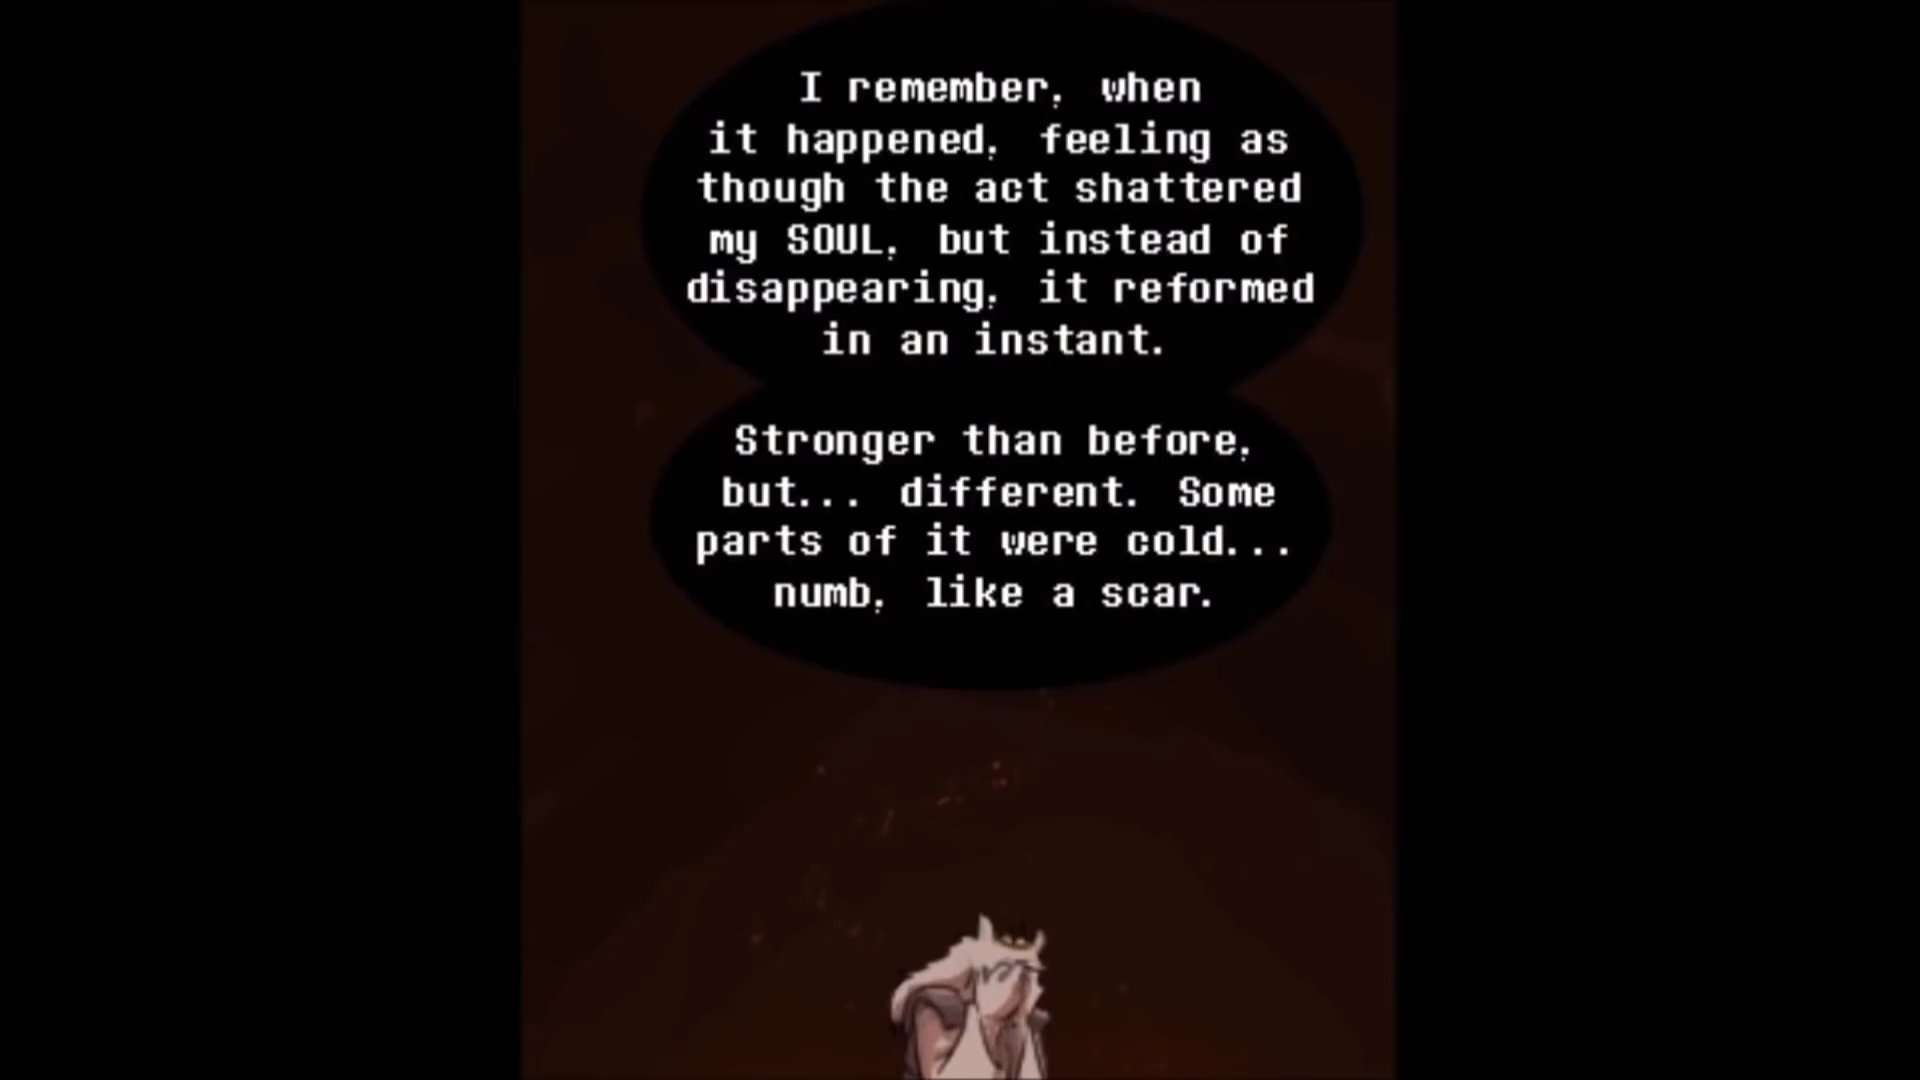 I remember, when
it happened, feeling as
though the act shattered
my SOUL, but instead of
disappearing, it reformed
in an instant.
Stronger than before,
but... different. Some
parts of it were cold...
numb, like a scar.